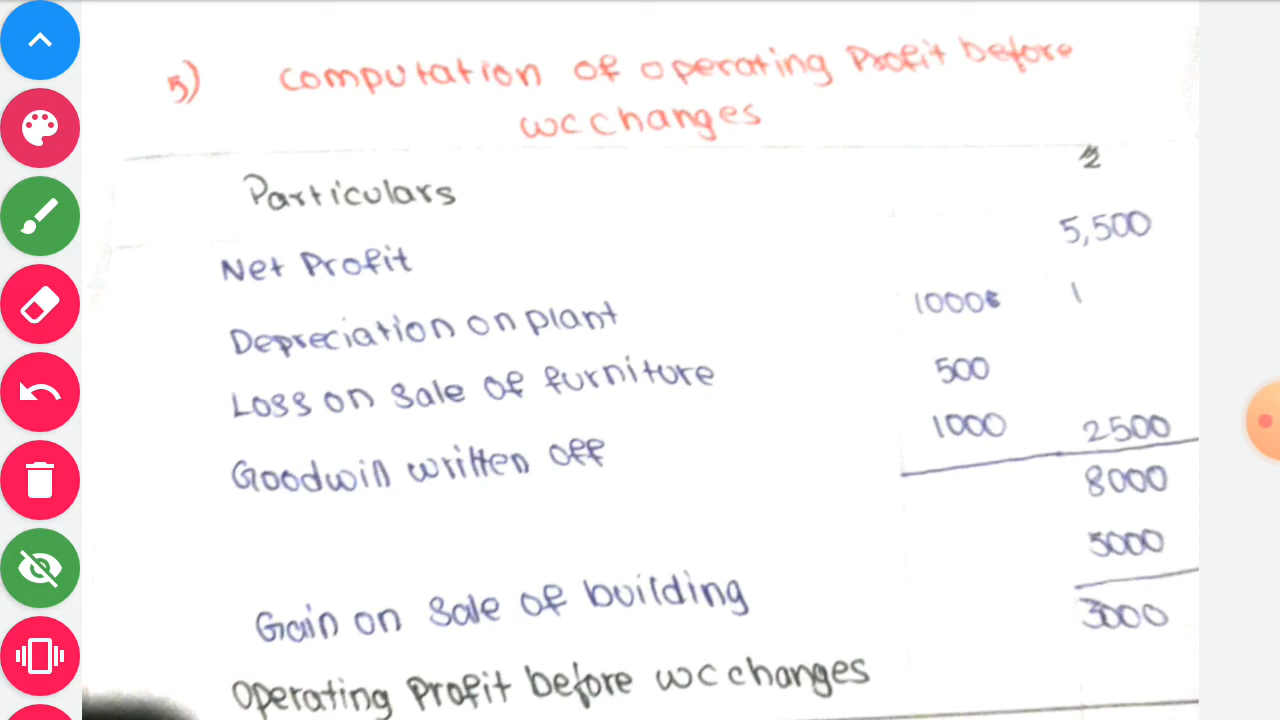 5) Computation of operating Profit before
wc changes
Particulars ₹
Net Profit 5,500
Depreciation on plant 1000
Loss on Sale of furniture 500
Goodwill written off 1000 2500
8000
5000
Gain on Sale of building
3000
Operating Profit before wc changes